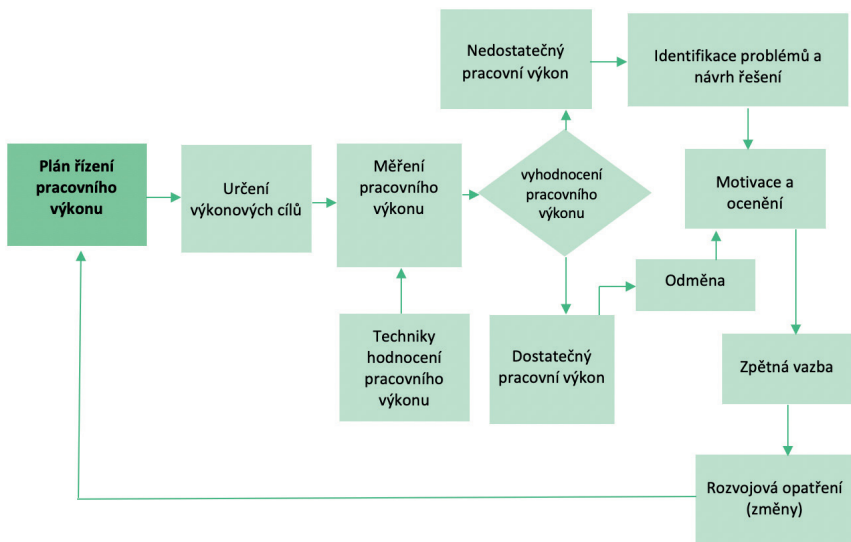 Nedostatečný
pracovní výkon
Identifikace problémů a
návrh řešení
Plán řízení
pracovního
výkonu
Určení
výkonových cílů
Měření
pracovního
výkonu
vyhodnocení
pracovního
výkonu
Motivace a
ocenění
Odměna
Techniky
hodnocení
pracovního
výkonu
Dostatečný
pracovní výkon
Zpětná vazba
Rozvojová opatření
(změny)